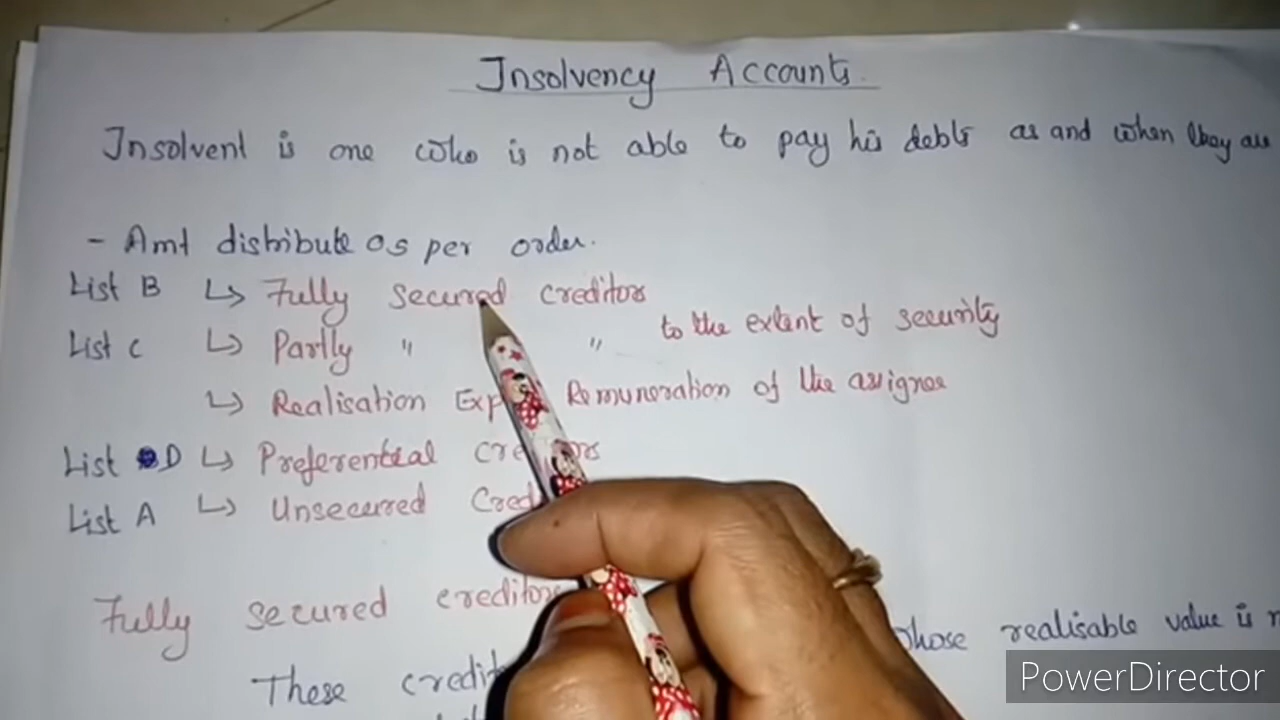 Insolvency Accounts
Insolvent is one who is not able to pay his debts as and when they are
- Amt distribute as per order.
List B ↳ Fully secured creditors
List C ↳ Partly " " to the extent of security
↳ Realisation Exp Remuneration of the assignee
List D ↳ Preferential
List A ↳ Unsecured
Fully secured creditors
These whose realisable value is
PowerDirector